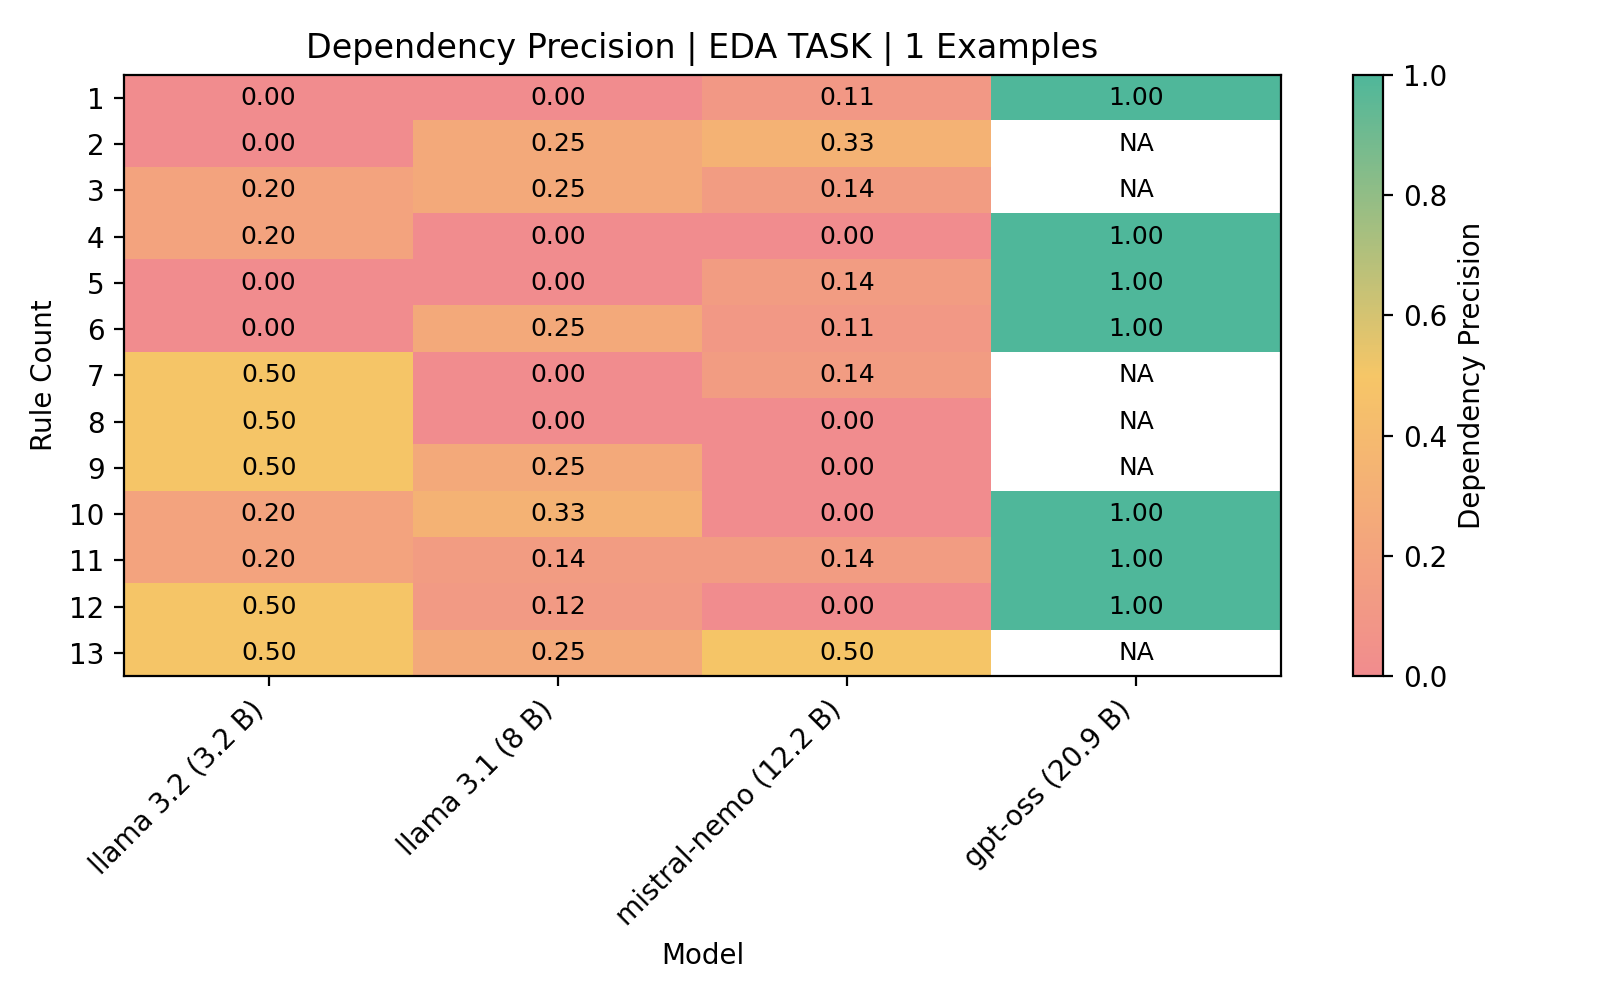 Dependency Precision | EDA TASK | 1 Examples
1 0.00 0.00 0.11 1.00
2 0.00 0.25 0.33 NA
3 0.20 0.25 0.14 NA
4 0.20 0.00 0.00 1.00
5 0.00 0.00 0.14 1.00
6 0.00 0.25 0.11 1.00
7 0.50 0.00 0.14 NA
8 0.50 0.00 0.00 NA
9 0.50 0.25 0.00 NA
10 0.20 0.33 0.00 1.00
11 0.20 0.14 0.14 1.00
12 0.50 0.12 0.00 1.00
13 0.50 0.25 0.50 NA
Rule Count
llama 3.2 (3.2 B)
llama 3.1 (8 B)
mistral-nemo (12.2 B)
gpt-oss (20.9 B)
Model
1.0
0.8
0.6
0.4
0.2
0.0
Dependency Precision